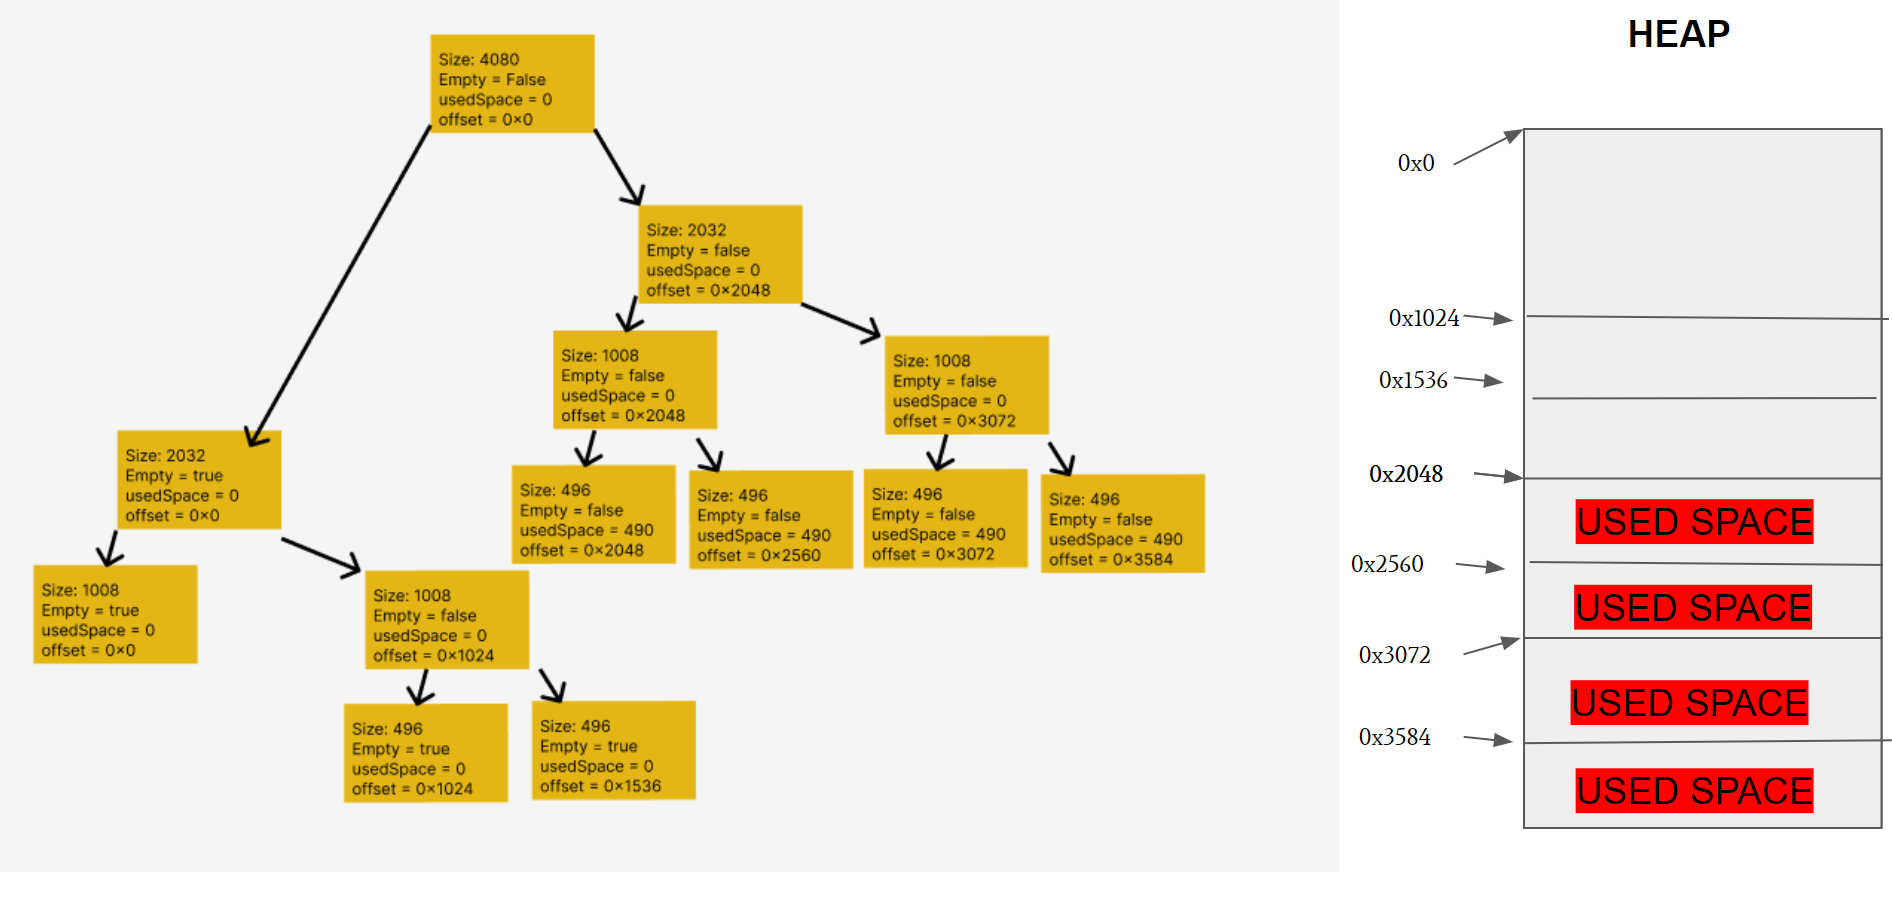 Size: 4080
Empty = False
usedSpace = 0
offset = 0×0
Size: 2032
Empty = false
usedSpace = 0
offset = 0×2048
Size: 1008
Empty = false
usedSpace = 0
offset = 0×2048
Size: 1008
Empty = false
usedSpace = 0
offset = 0×3072
Size: 2032
Empty = true
usedSpace = 0
offset = 0×0
Size: 496
Empty = false
usedSpace = 490
offset = 0×2048
Size: 496
Empty = false
usedSpace = 490
offset = 0×2560
Size: 496
Empty = false
usedSpace = 490
offset = 0×3072
Size: 496
Empty = false
usedSpace = 490
offset = 0×3584
Size: 1008
Empty = true
usedSpace = 0
offset = 0×0
Size: 1008
Empty = false
usedSpace = 0
offset = 0×1024
Size: 496
Empty = true
usedSpace = 0
offset = 0×1024
Size: 496
Empty = true
usedSpace = 0
offset = 0×1536
HEAP
0x0
0x1024
0x1536
0x2048
USED SPACE
0x2560
USED SPACE
0x3072
USED SPACE
0x3584
USED SPACE